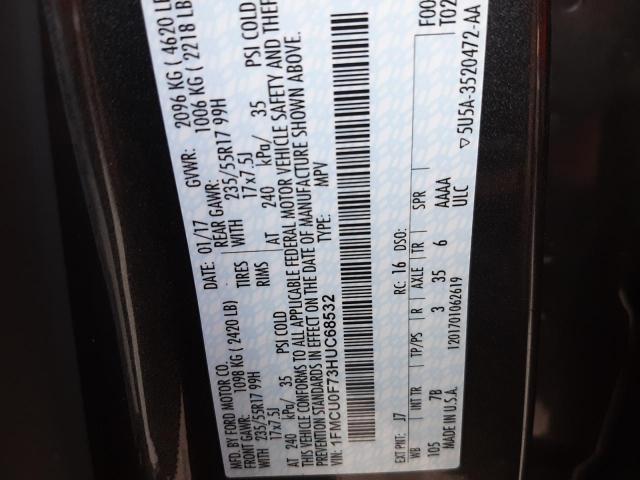 MFD. BY FORD MOTOR CO.
DATE: 01/17 GVWR: 2096 KG ( 4620 LB
FRONT GAWR: 1098 KG (2420 LB) REAR GAWR: 1006 KG ( 2218 LB
235/55R17 99H TIRES WITH 235/55R17 99H
17x7.5J RIMS 17x7.5J
AT 240 kPa/ 35 PSI COLD AT 240 kPa/ 35 PSI COLD
THIS VEHICLE CONFORMS TO ALL APPLICABLE FEDERAL MOTOR VEHICLE SAFETY AND THEFT
PREVENTION STANDARDS IN EFFECT ON THE DATE OF MANUFACTURE SHOWN ABOVE.
VIN: 1FMCU0F73HUC68532 TYPE: MPV
F00
T02
EXT PNT: J7 RC: 16 DSO:
WB INT TR TP/PS R AXLE TR SPR
105 7B 3 35 6 AAAA
ULC
MADE IN U.S.A. 1201701062619
▽5U5A-3520472-AA